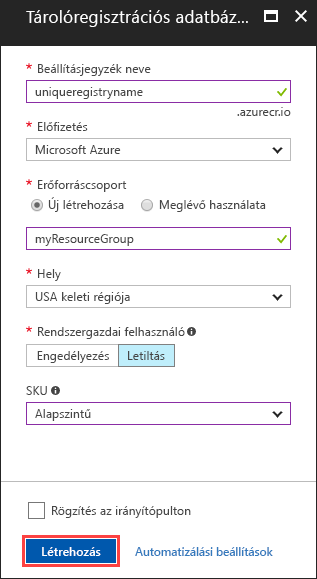 Tárolóregisztrációs adatbáz...
* Beállításjegyzék neve
uniqueregistryname
.azurecr.io
* Előfizetés
Microsoft Azure
* Erőforráscsoport
Új létrehozása Meglévő használata
myResourceGroup
* Hely
USA keleti régiója
* Rendszergazdai felhasználó
Engedélyezés Letiltás
SKU
Alapszintű
Rögzítés az irányítópulton
Létrehozás Automatizálási beállítások